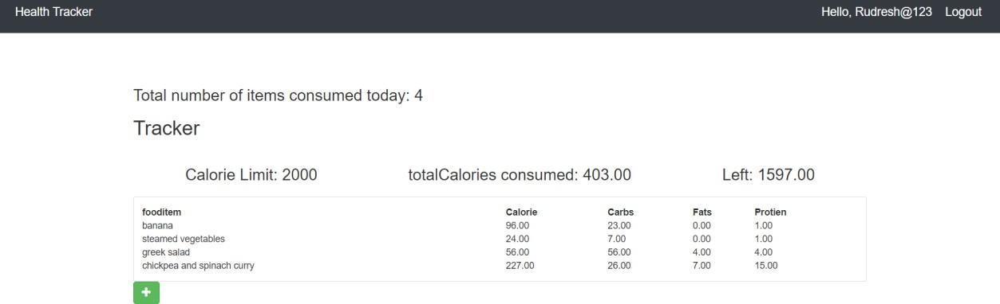 Health Tracker Hello, Rudresh@123 Logout
Total number of items consumed today: 4
Tracker
Calorie Limit: 2000 totalCalories consumed: 403.00 Left: 1597.00
fooditem Calorie Carbs Fats Protien
banana 96.00 23.00 0.00 1.00
steamed vegetables 24.00 7.00 0.00 1.00
greek salad 56.00 56.00 4.00 4.00
chickpea and spinach curry 227.00 26.00 7.00 15.00